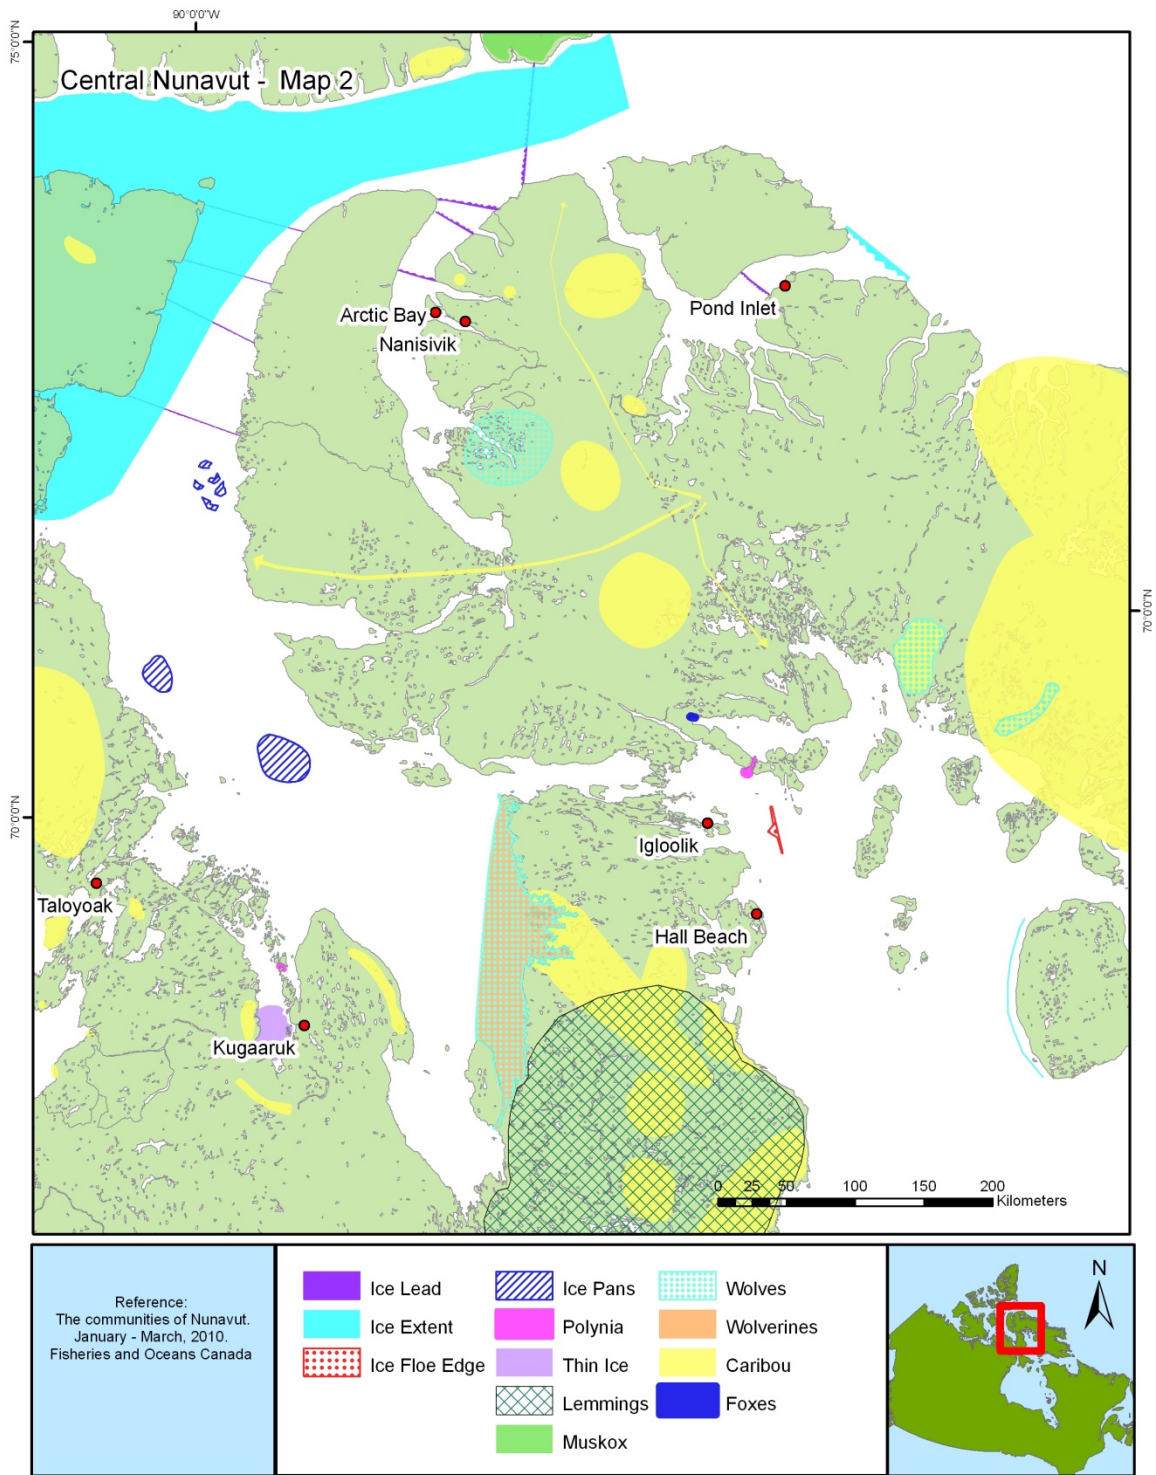 90°0'0"W
75°0'0"N
Central Nunavut - Map 2
Arctic Bay
Nanisivik
Pond Inlet
70°0'0"N
70°0'0"N
Igloolik
Taloyoak
Hall Beach
Kugaaruk
0 25 50 100 150 200
Kilometers
Reference:
The communities of Nunavut.
January - March, 2010.
Fisheries and Oceans Canada
Ice Lead
Ice Extent
Ice Floe Edge
Ice Pans
Polynia
Thin Ice
Lemmings
Muskox
Wolves
Wolverines
Caribou
Foxes
N